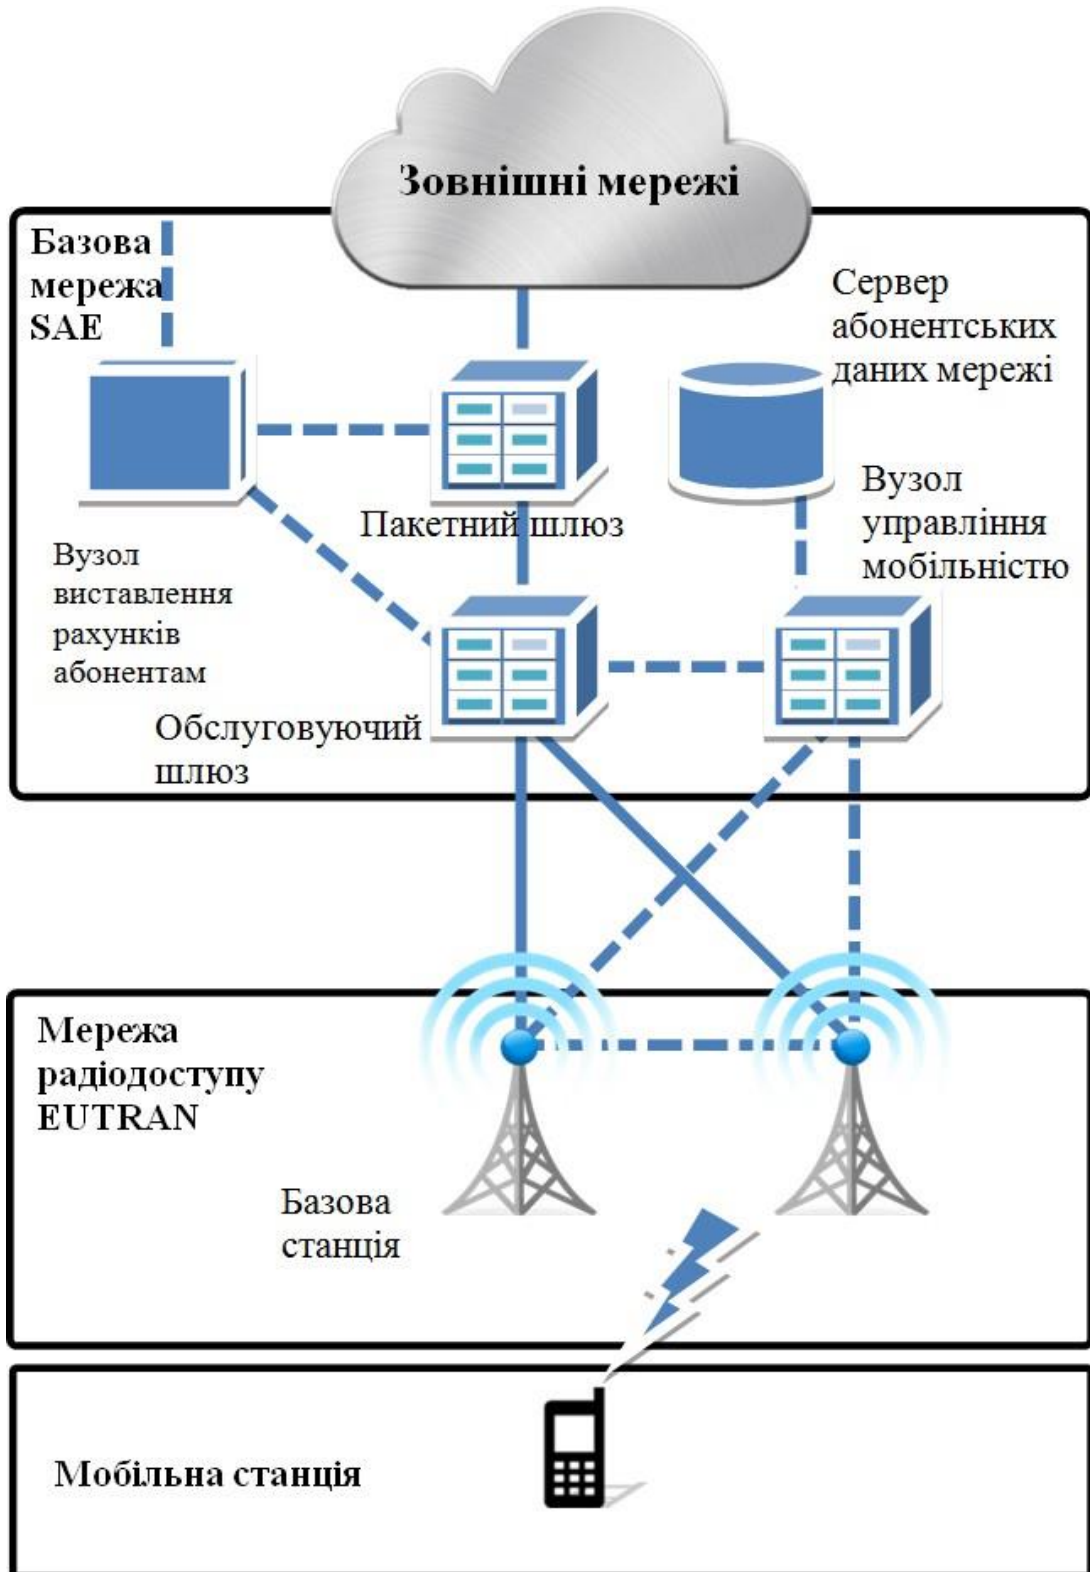 Зовнішні мережі
Базова
мережа
SAE
Сервер
абонентських
даних мережі
Пакетний шлюз
Вузол
управління
мобільністю
Вузол
виставлення
рахунків
абонентам
Обслуговуючий
шлюз
Мережа
радіодоступу
EUTRAN
Базова
станція
Мобільна станція